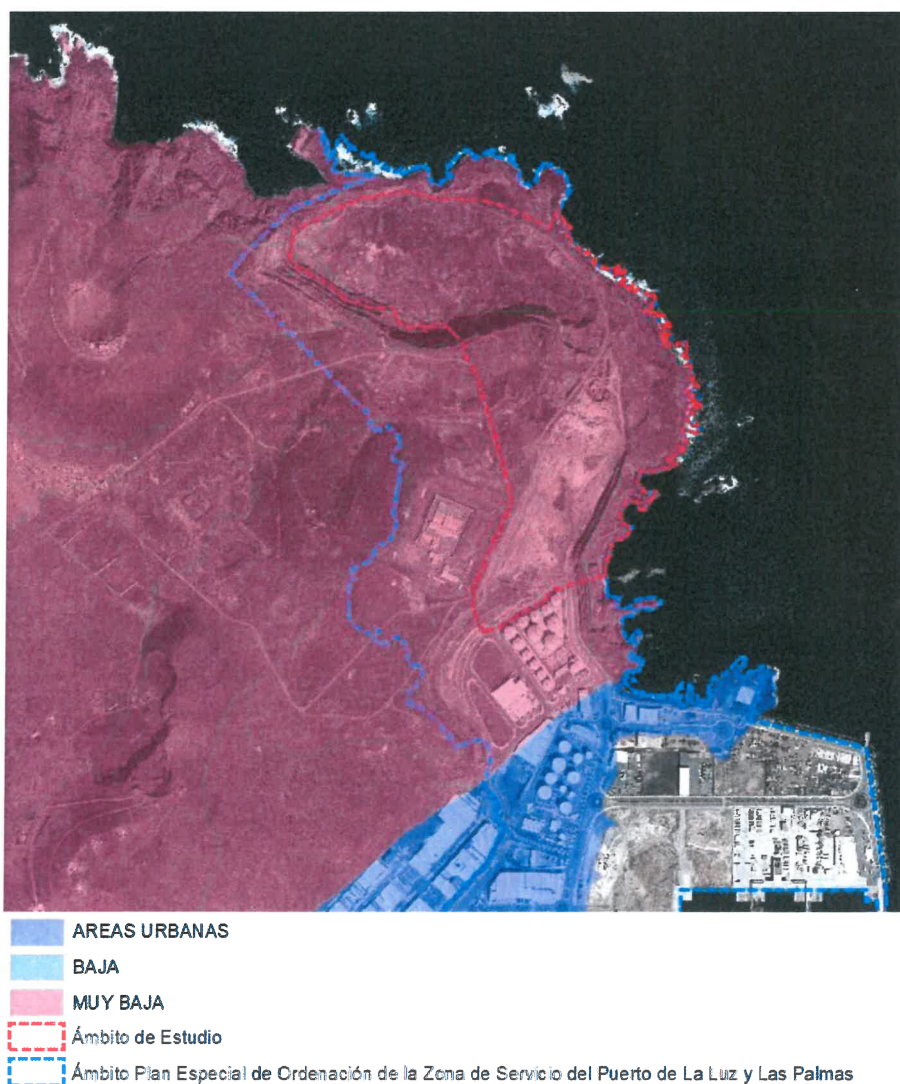 AREAS URBANAS
BAJA
MUY BAJA
Ámbito de Estudio
Ámbito Plan Especial de Ordenación de la Zona de Servicio del Puerto de La Luz y Las Palmas